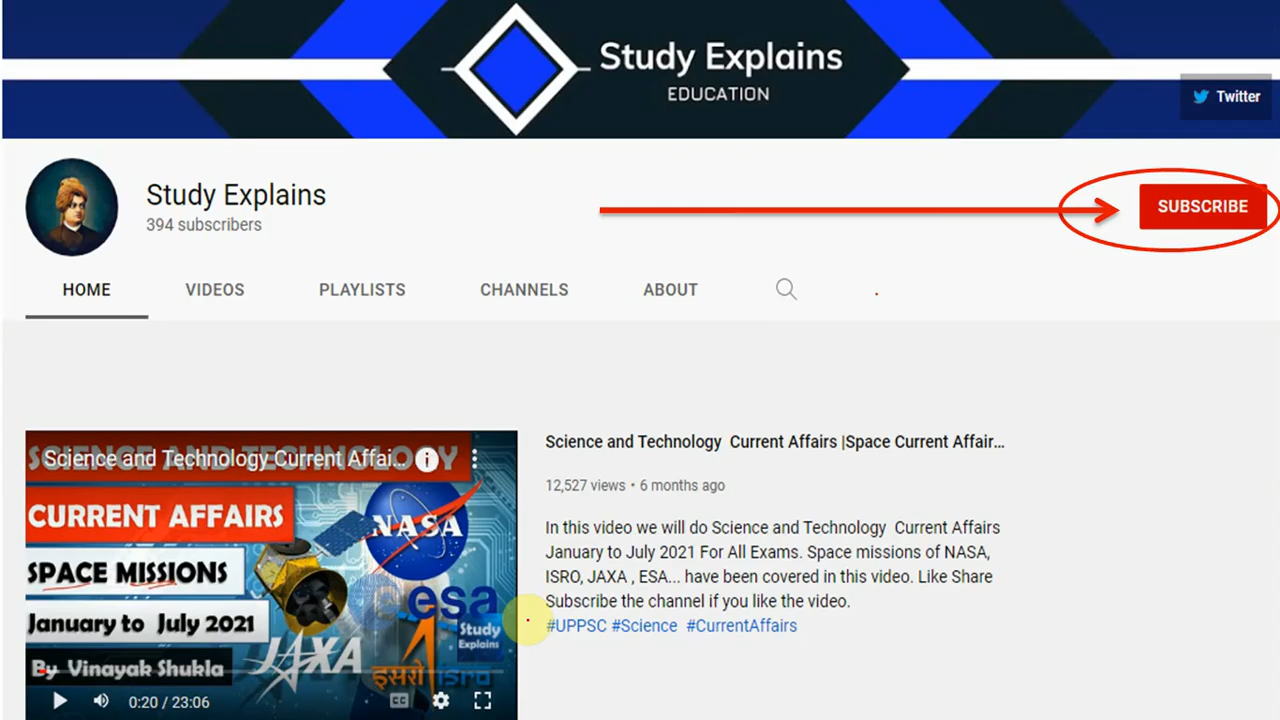 Study Explains
EDUCATION
Twitter
Study Explains
394 subscribers
SUBSCRIBE
HOME VIDEOS PLAYLISTS CHANNELS ABOUT
SCIENCE AND TECHNOLOGY
Science and Technology Current Affai...
CURRENT AFFAIRS
NASA
SPACE MISSIONS
esa
January to July 2021
Study
Explains
By Vinayak Shukla
JAXA
इसरो isro
0:20 / 23:06
CC
Science and Technology Current Affairs |Space Current Affair...
12,527 views • 6 months ago
In this video we will do Science and Technology Current Affairs
January to July 2021 For All Exams. Space missions of NASA,
ISRO, JAXA , ESA... have been covered in this video. Like Share
Subscribe the channel if you like the video.
#UPPSC #Science #CurrentAffairs